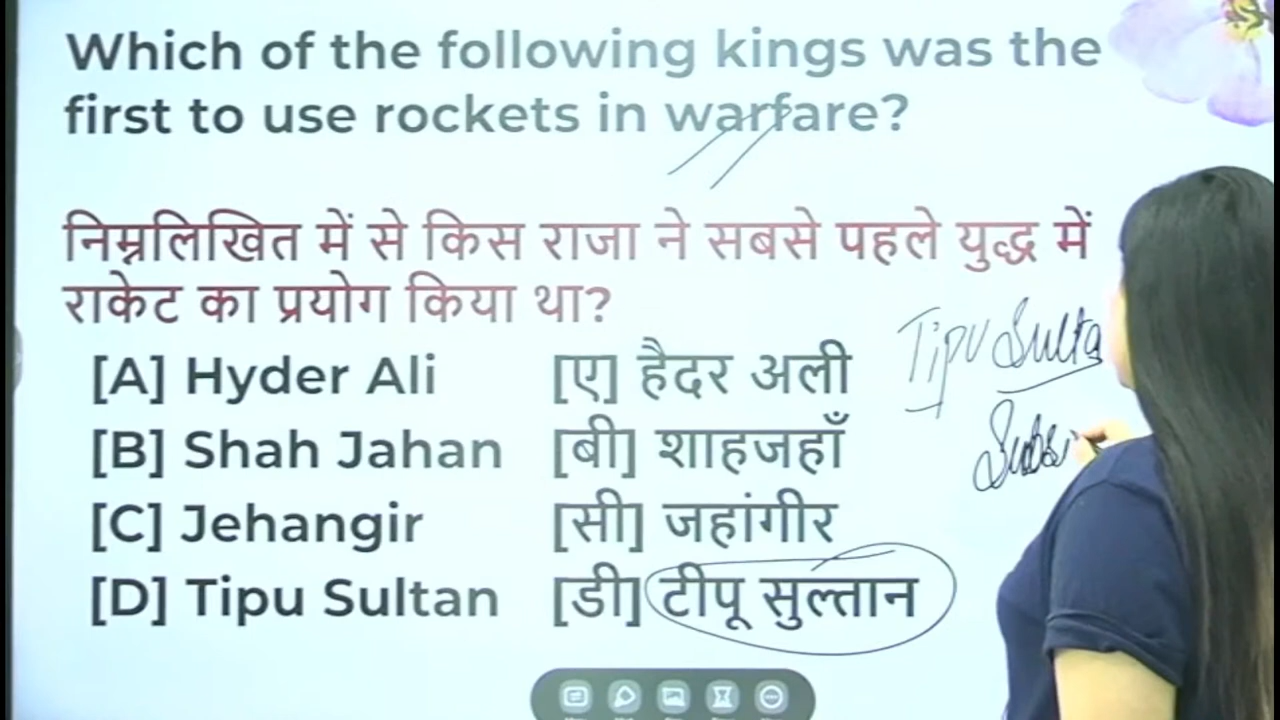 Which of the following kings was the
first to use rockets in warfare?
निम्नलिखित में से किस राजा ने सबसे पहले युद्ध में
राकेट का प्रयोग किया था?
[A] Hyder Ali [ए] हैदर अली
[B] Shah Jahan [बी] शाहजहाँ
[C] Jehangir [सी] जहांगीर
[D] Tipu Sultan [डी] टीपू सुल्तान
Tipu Sulta
Subsi